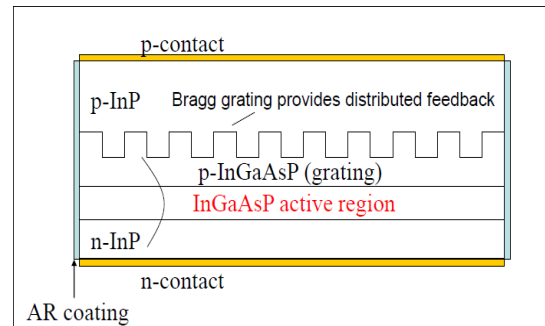 p-contact
p-InP
Bragg grating provides distributed feedback
p-InGaAsP (grating)
InGaAsP active region
n-InP
n-contact
AR coating